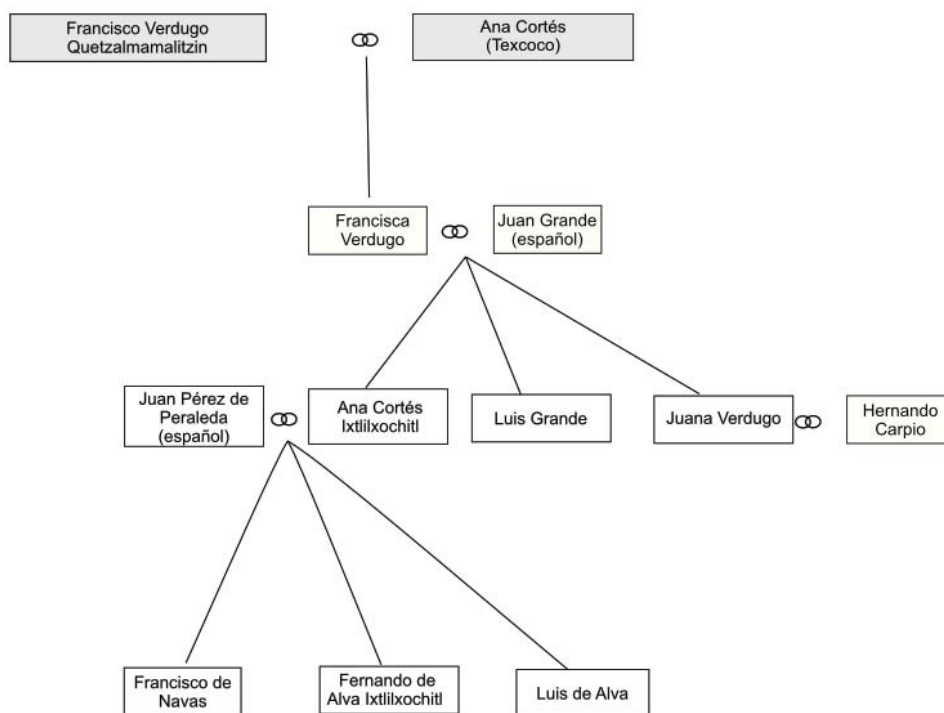 Francisco Verdugo
Quetzalmamalitzin
Ana Cortés
(Texcoco)
Francisca
Verdugo
Juan Grande
(español)
Juan Pérez de
Peraleda
(español)
Ana Cortés
Ixtlilxochitl
Luis Grande
Juana Verdugo
Hernando
Carpio
Francisco de
Navas
Fernando de
Alva Ixtlilxochitl
Luis de Alva